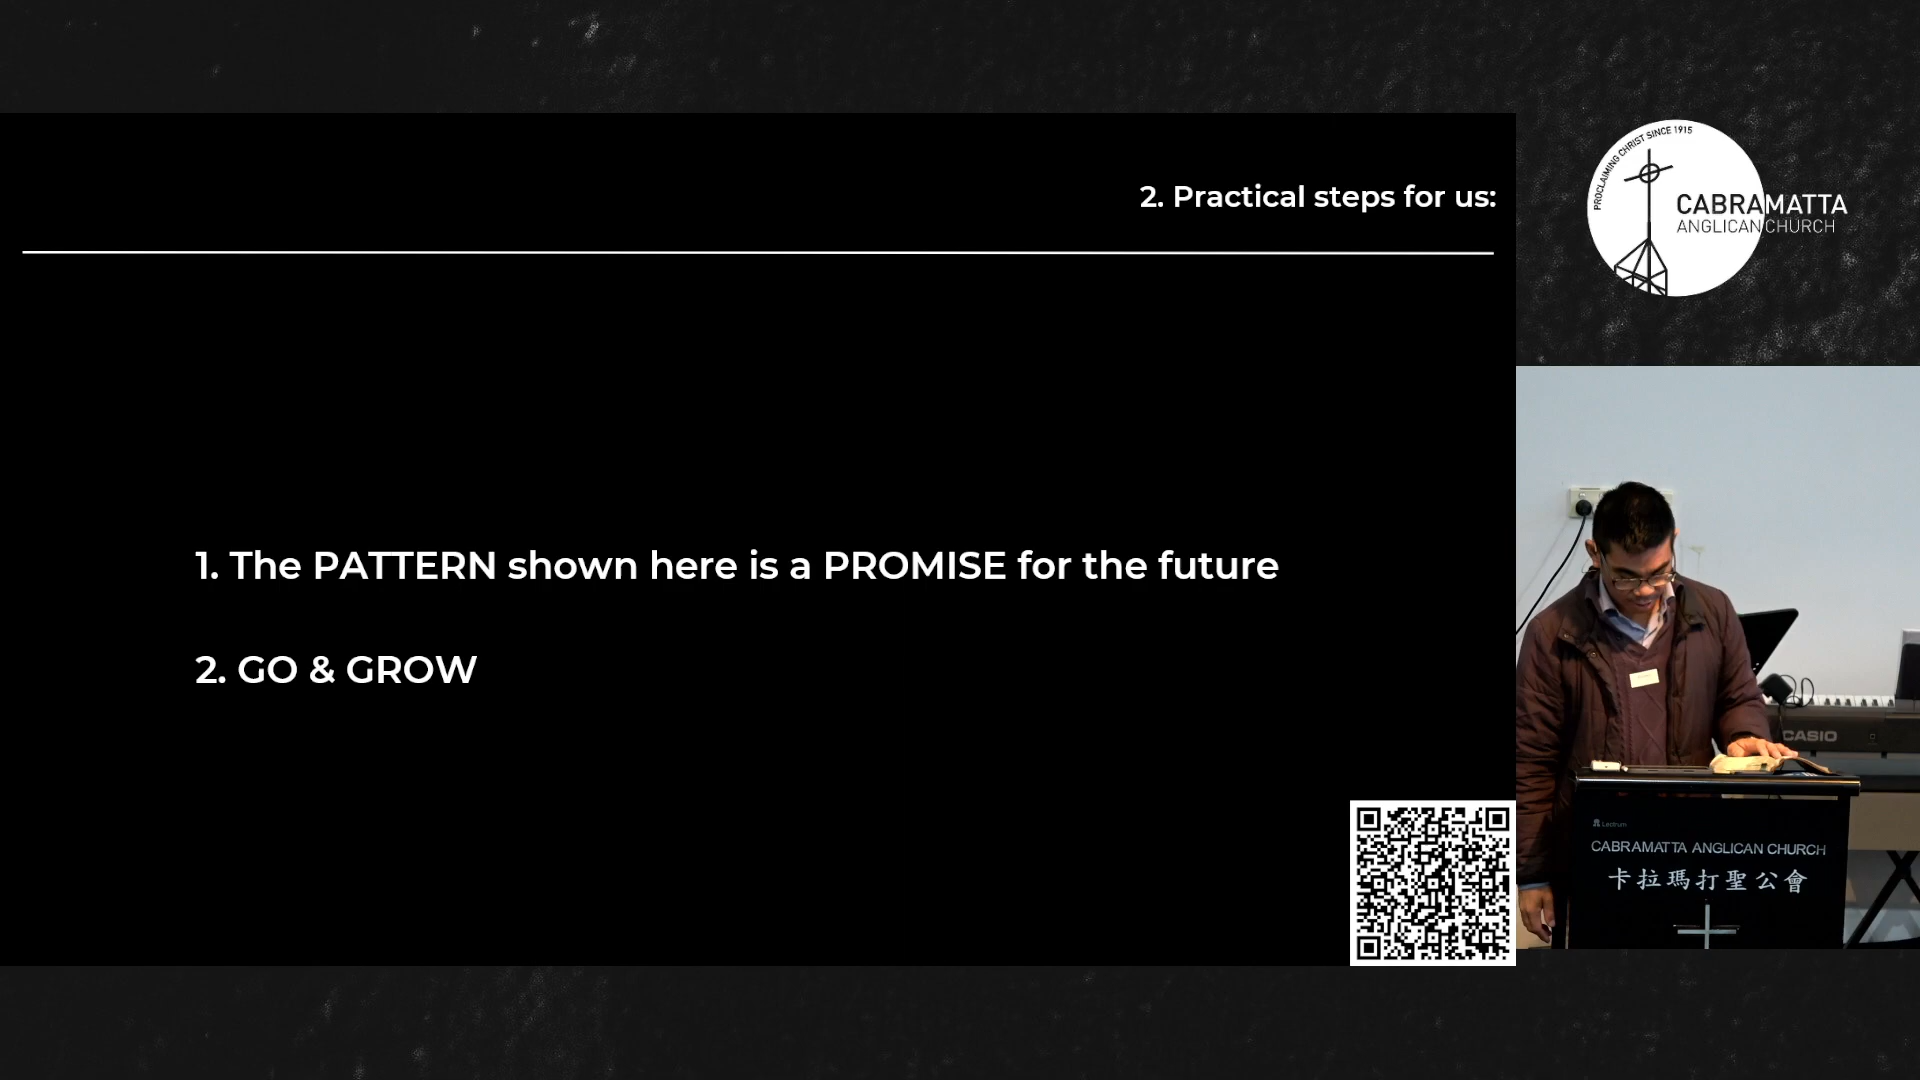 2. Practical steps for us:
1. The PATTERN shown here is a PROMISE for the future
2. GO & GROW
PROCLAIMING CHRIST SINCE 1915
CABRAMATTA
ANGLICAN CHURCH
CASIO
Lectrum
CABRAMATTA ANGLICAN CHURCH
卡拉瑪打聖公會